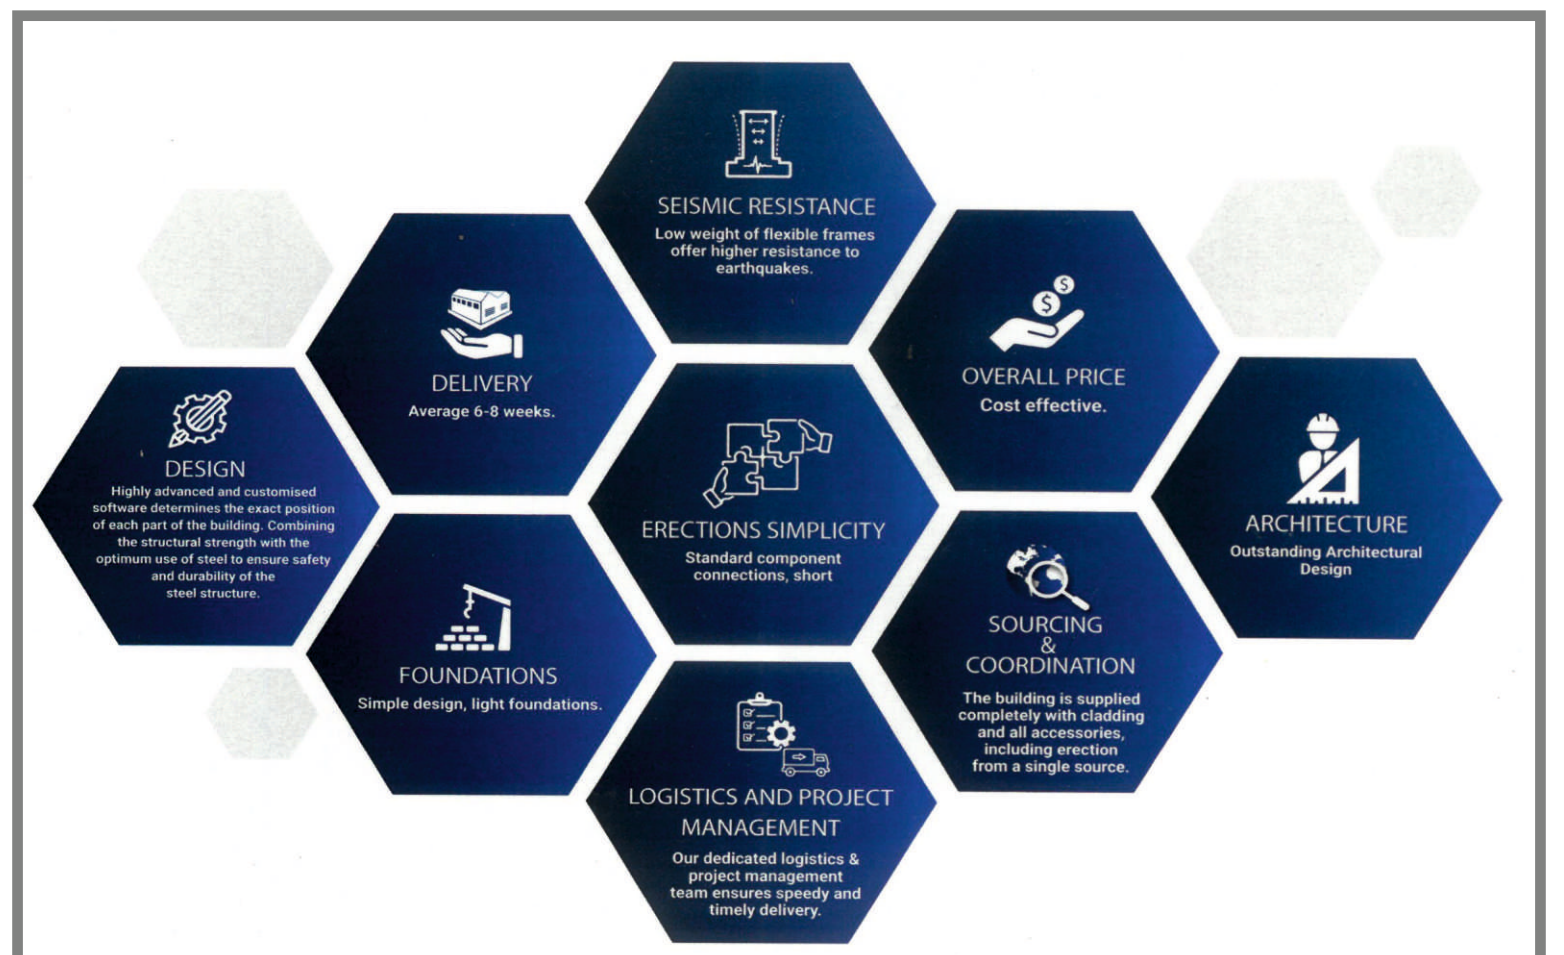 SEISMIC RESISTANCE
Low weight of flexible frames
offer higher resistance to
earthquakes.
DELIVERY
Average 6-8 weeks.
OVERALL PRICE
Cost effective.
DESIGN
Highly advanced and customised
software determines the exact position
of each part of the building. Combining
the structural strength with the
optimum use of steel to ensure safety
and durability of the
steel structure.
ERECTIONS SIMPLICITY
Standard component
connections, short
ARCHITECTURE
Outstanding Architectural
Design
FOUNDATIONS
Simple design, light foundations.
SOURCING
&
COORDINATION
The building is supplied
completely with cladding
and all accessories,
including erection
from a single source.
LOGISTICS AND PROJECT
MANAGEMENT
Our dedicated logistics &
project management
team ensures speedy and
timely delivery.